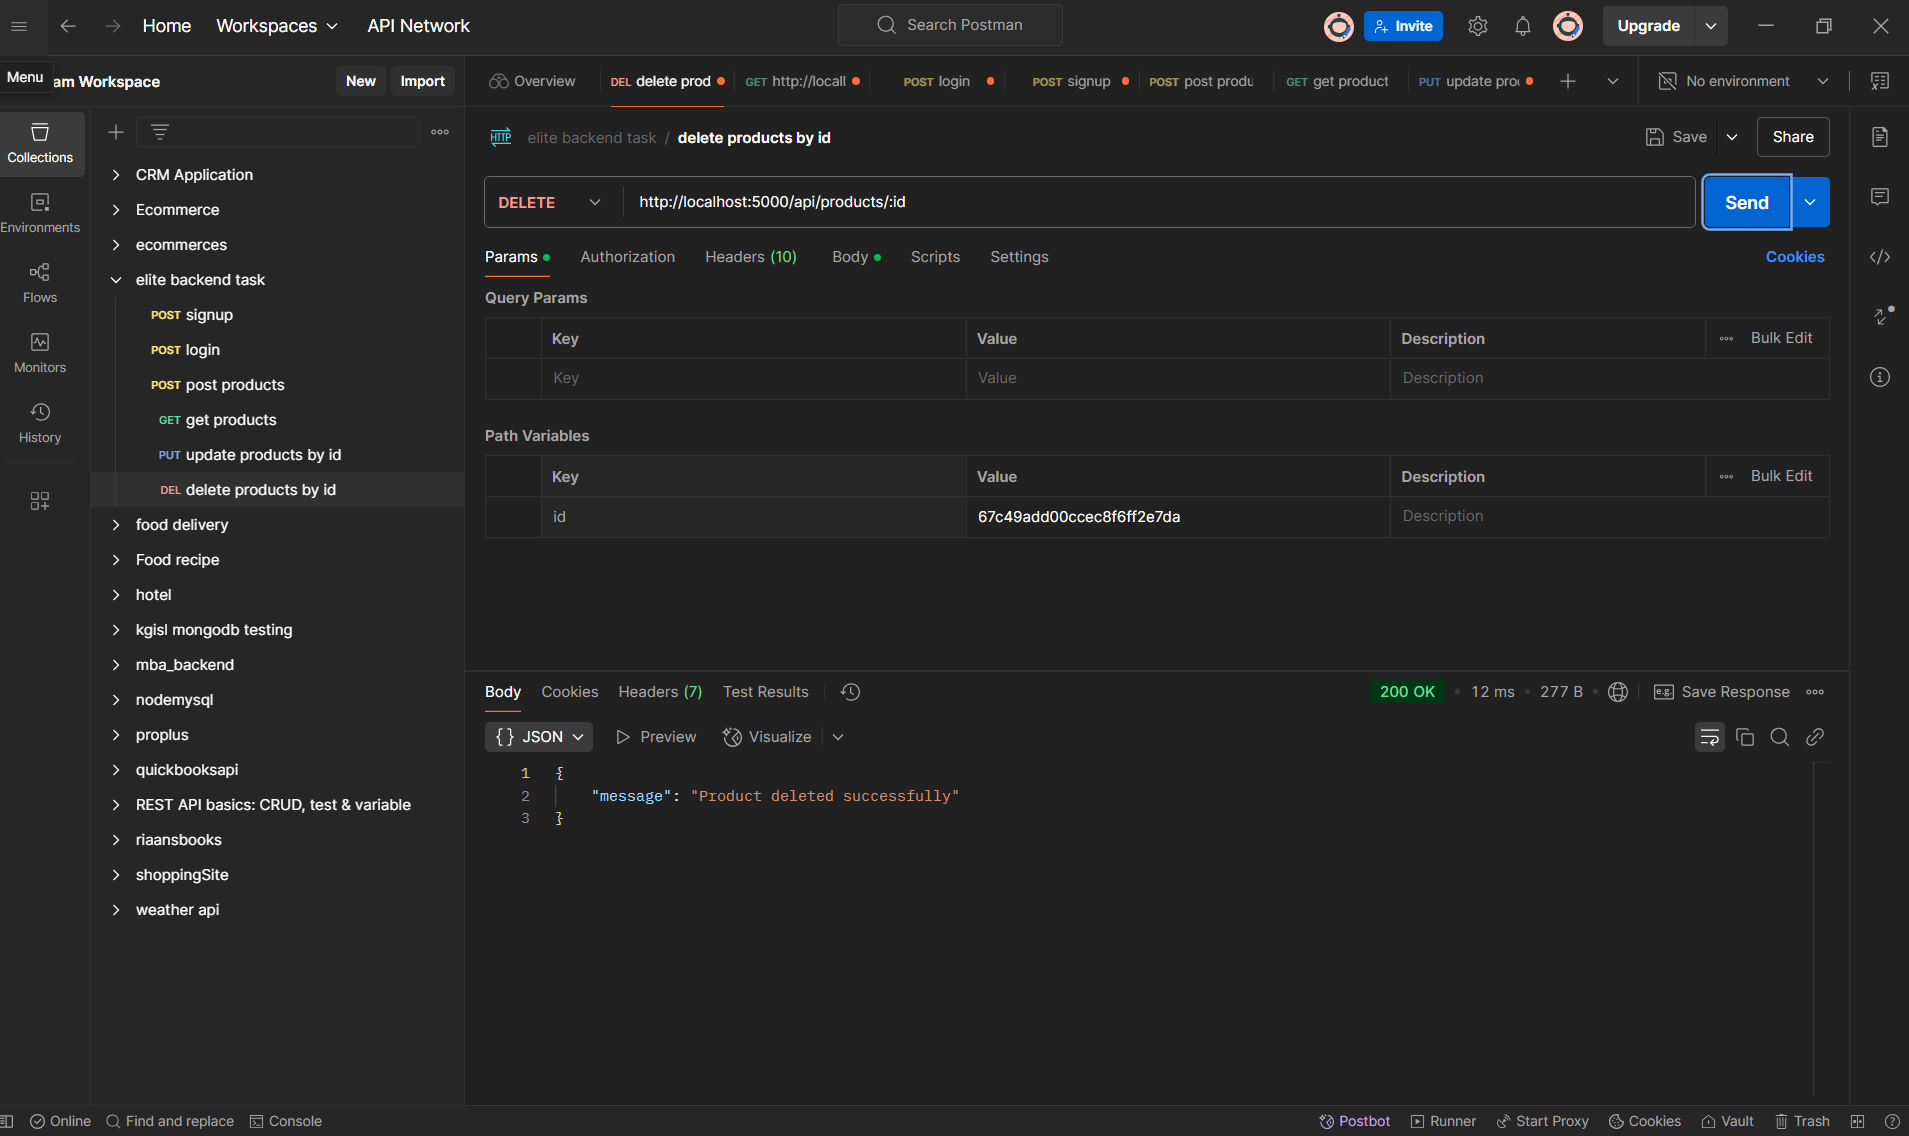 Home Workspaces API Network Search Postman Invite Upgrade
Menu am Workspace New Import
Overview DEL delete prod GET http://locall POST login POST signup POST post produ GET get product PUT update pro No environment
elite backend task / delete products by id Save Share
Collections
Environments
Flows
Monitors
History
CRM Application
Ecommerce
ecommerces
elite backend task
POST signup
POST login
POST post products
GET get products
PUT update products by id
DEL delete products by id
food delivery
Food recipe
hotel
kgisl mongodb testing
mba_backend
nodemysql
proplus
quickbooksapi
REST API basics: CRUD, test & variable
riaansbooks
shoppingSite
weather api
HTTP
DELETE http://localhost:5000/api/products/:id Send
Params Authorization Headers (10) Body Scripts Settings Cookies
Query Params
Key Value Description Bulk Edit
Key Value Description
Path Variables
Key Value Description Bulk Edit
id 67c49add00ccec8f6ff2e7da Description
Body Cookies Headers (7) Test Results 200 OK 12 ms 277 B e.g. Save Response
{} JSON Preview Visualize
1 {
2 "message": "Product deleted successfully"
3 }
Online Find and replace Console Postbot Runner Start Proxy Cookies Vault Trash